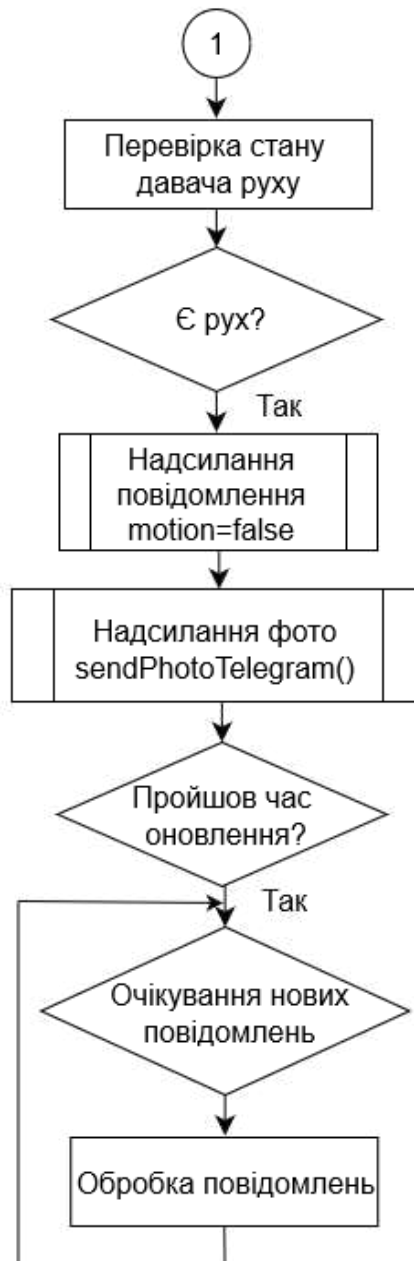 1
Перевірка стану
давача руху
Є рух?
Так
Надсилання
повідомлення
motion=false
Надсилання фото
sendPhotoTelegram()
Пройшов час
оновлення?
Так
Очікування нових
повідомлень
Обробка повідомлень